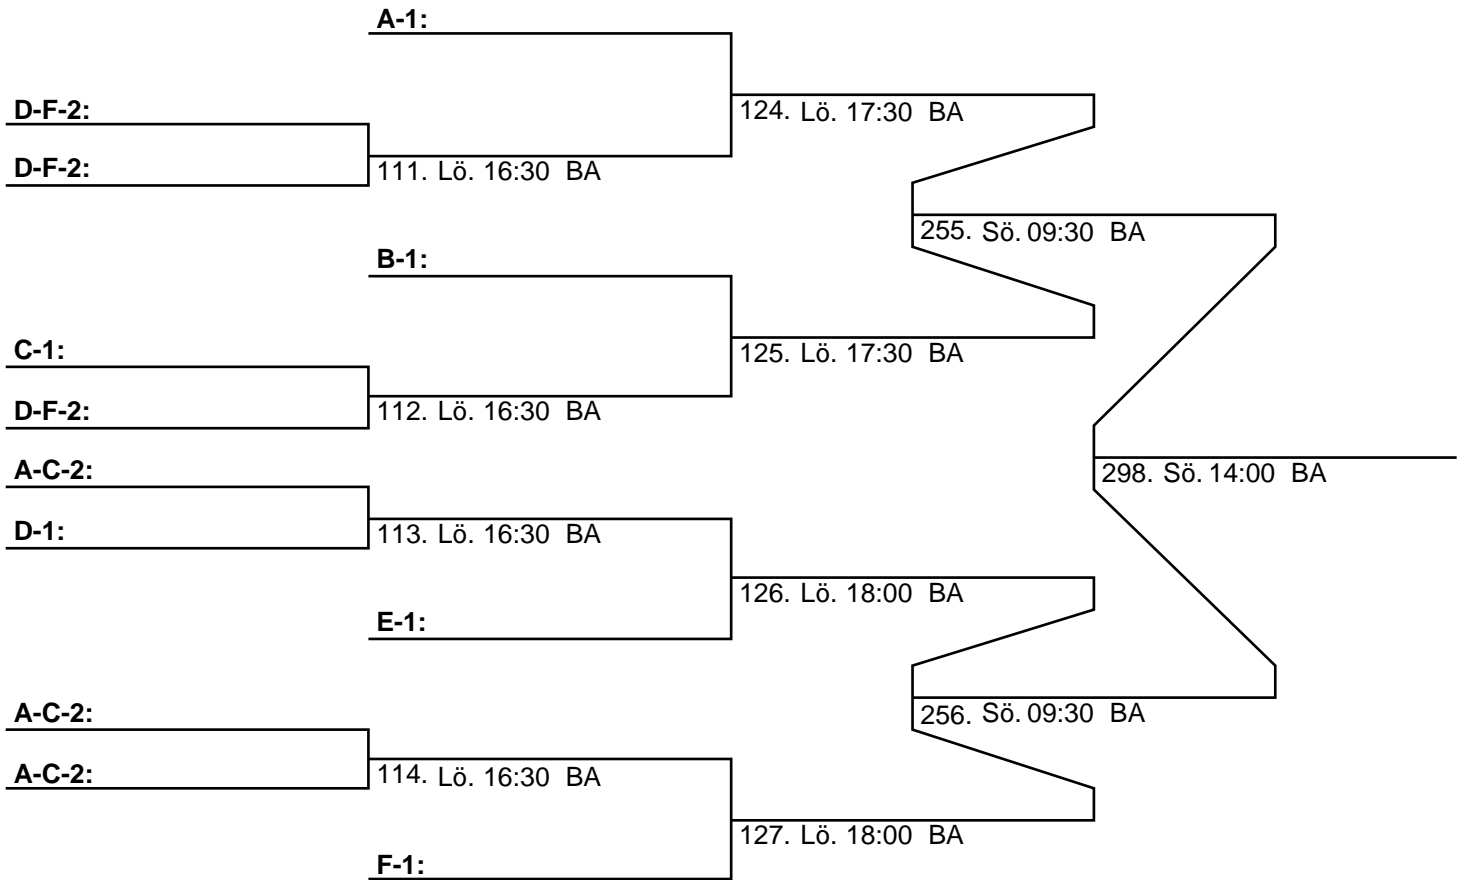 A-1:
D-F-2:
124. Lö. 17:30 BA
D-F-2:
111. Lö. 16:30 BA
255. Sö. 09:30 BA
B-1:
C-1:
125. Lö. 17:30 BA
D-F-2:
112. Lö. 16:30 BA
A-C-2:
298. Sö. 14:00 BA
D-1:
113. Lö. 16:30 BA
126. Lö. 18:00 BA
E-1:
A-C-2:
256. Sö. 09:30 BA
A-C-2:
114. Lö. 16:30 BA
127. Lö. 18:00 BA
F-1: